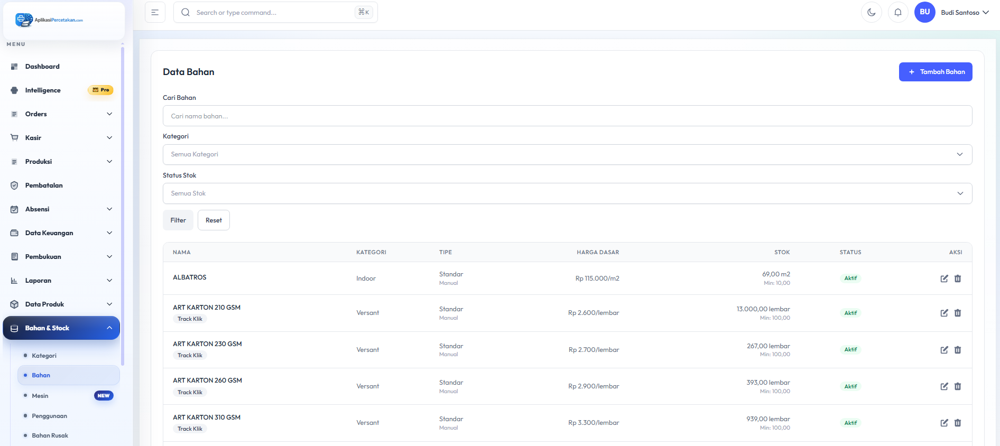 AplikasiPercetakan.com
MENU
Dashboard
Intelligence
Pro
Orders
Kasir
Produksi
Pembatalan
Absensi
Data Keuangan
Pembukuan
Laporan
Data Produk
Bahan & Stock
Kategori
Bahan
Mesin
NEW
Penggunaan
Bahan Rusak
Search or type command...
⌘K
BU
Budi Santoso
Data Bahan
+ Tambah Bahan
Cari Bahan
Cari nama bahan...
Kategori
Semua Kategori
Status Stok
Semua Stok
Filter
Reset
NAMA KATEGORI TIPE HARGA DASAR STOK STATUS AKSI
ALBATROS Indoor Standar Rp 115.000/m2 69,00 m2 Aktif
Manual Min: 10,00
ART KARTON 210 GSM Versant Standar Rp 2.600/lembar 13.000,00 lembar Aktif
Track Klik Manual Min: 100,00
ART KARTON 230 GSM Versant Standar Rp 2.700/lembar 267,00 lembar Aktif
Track Klik Manual Min: 100,00
ART KARTON 260 GSM Versant Standar Rp 2.900/lembar 393,00 lembar Aktif
Track Klik Manual Min: 100,00
ART KARTON 310 GSM Versant Standar Rp 3.300/lembar 939,00 lembar Aktif
Track Klik Manual Min: 100,00